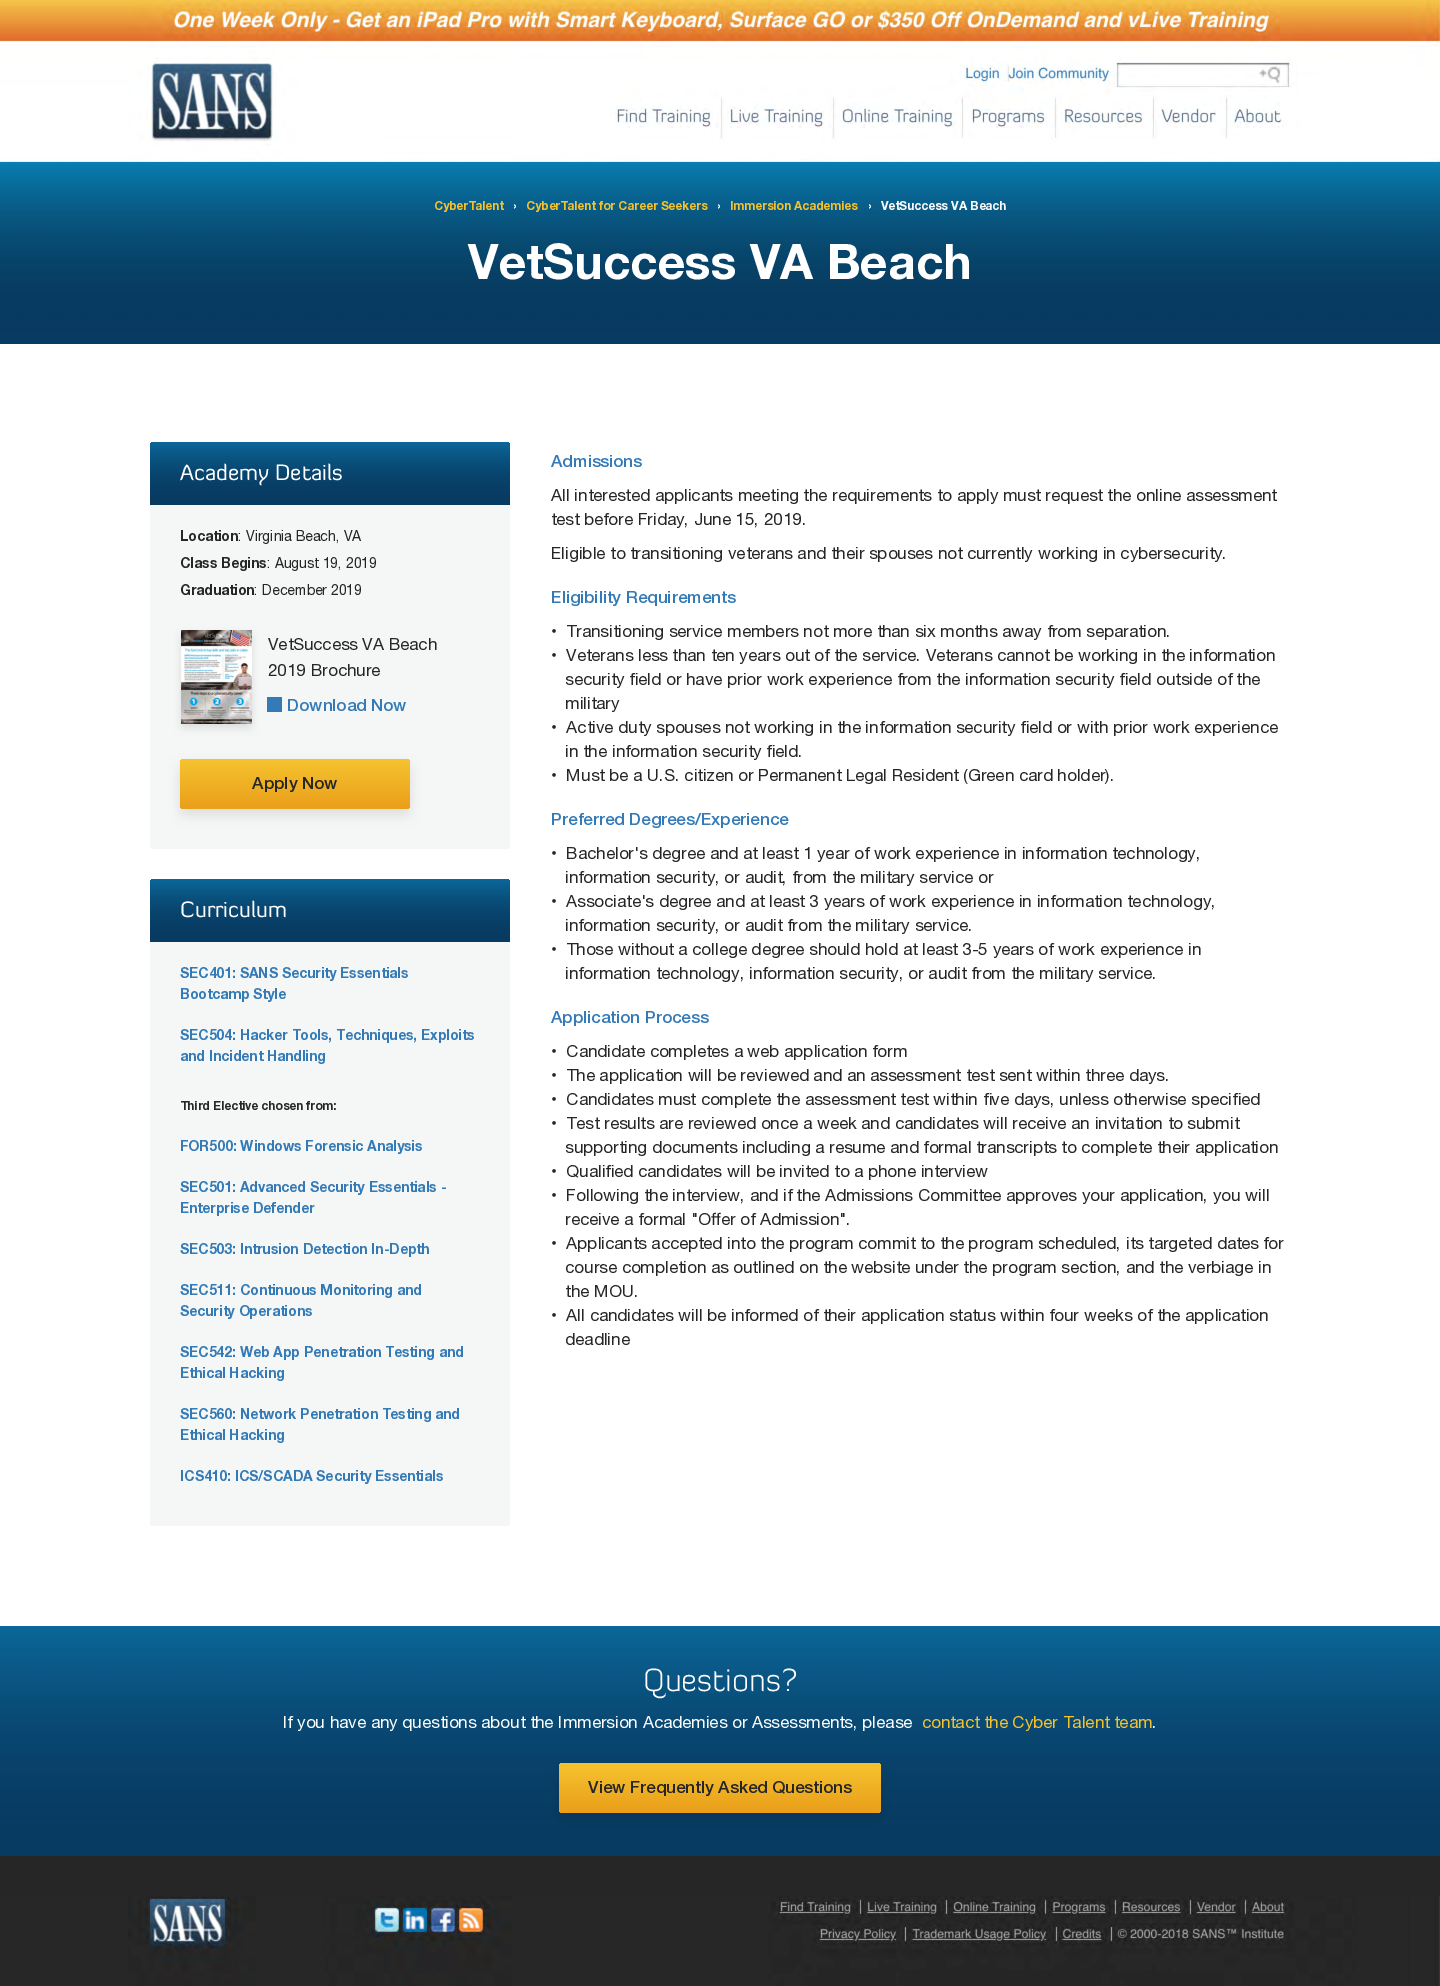 One Week Only - Get an iPad Pro with Smart Keyboard, Surface GO or $350 Off OnDemand and vLive Training
SANS
Login Join Community
Find Training Live Training Online Training Programs Resources Vendor About
CyberTalent › CyberTalent for Career Seekers › Immersion Academies › VetSuccess VA Beach
VetSuccess VA Beach
Academy Details
Location: Virginia Beach, VA
Class Begins: August 19, 2019
Graduation: December 2019
VetSuccess VA Beach
2019 Brochure
Download Now
Apply Now
Curriculum
SEC401: SANS Security Essentials
Bootcamp Style
SEC504: Hacker Tools, Techniques, Exploits
and Incident Handling
Third Elective chosen from:
FOR500: Windows Forensic Analysis
SEC501: Advanced Security Essentials -
Enterprise Defender
SEC503: Intrusion Detection In-Depth
SEC511: Continuous Monitoring and
Security Operations
SEC542: Web App Penetration Testing and
Ethical Hacking
SEC560: Network Penetration Testing and
Ethical Hacking
ICS410: ICS/SCADA Security Essentials
Admissions
All interested applicants meeting the requirements to apply must request the online assessment
test before Friday, June 15, 2019.
Eligible to transitioning veterans and their spouses not currently working in cybersecurity.
Eligibility Requirements
• Transitioning service members not more than six months away from separation.
• Veterans less than ten years out of the service. Veterans cannot be working in the information
security field or have prior work experience from the information security field outside of the
military
• Active duty spouses not working in the information security field or with prior work experience
in the information security field.
• Must be a U.S. citizen or Permanent Legal Resident (Green card holder).
Preferred Degrees/Experience
• Bachelor's degree and at least 1 year of work experience in information technology,
information security, or audit, from the military service or
• Associate's degree and at least 3 years of work experience in information technology,
information security, or audit from the military service.
• Those without a college degree should hold at least 3-5 years of work experience in
information technology, information security, or audit from the military service.
Application Process
• Candidate completes a web application form
• The application will be reviewed and an assessment test sent within three days.
• Candidates must complete the assessment test within five days, unless otherwise specified
• Test results are reviewed once a week and candidates will receive an invitation to submit
supporting documents including a resume and formal transcripts to complete their application
• Qualified candidates will be invited to a phone interview
• Following the interview, and if the Admissions Committee approves your application, you will
receive a formal "Offer of Admission".
• Applicants accepted into the program commit to the program scheduled, its targeted dates for
course completion as outlined on the website under the program section, and the verbiage in
the MOU.
• All candidates will be informed of their application status within four weeks of the application
deadline
Questions?
If you have any questions about the Immersion Academies or Assessments, please contact the Cyber Talent team.
View Frequently Asked Questions
SANS
Find Training | Live Training | Online Training | Programs | Resources | Vendor | About
Privacy Policy | Trademark Usage Policy | Credits | © 2000-2018 SANS™ Institute